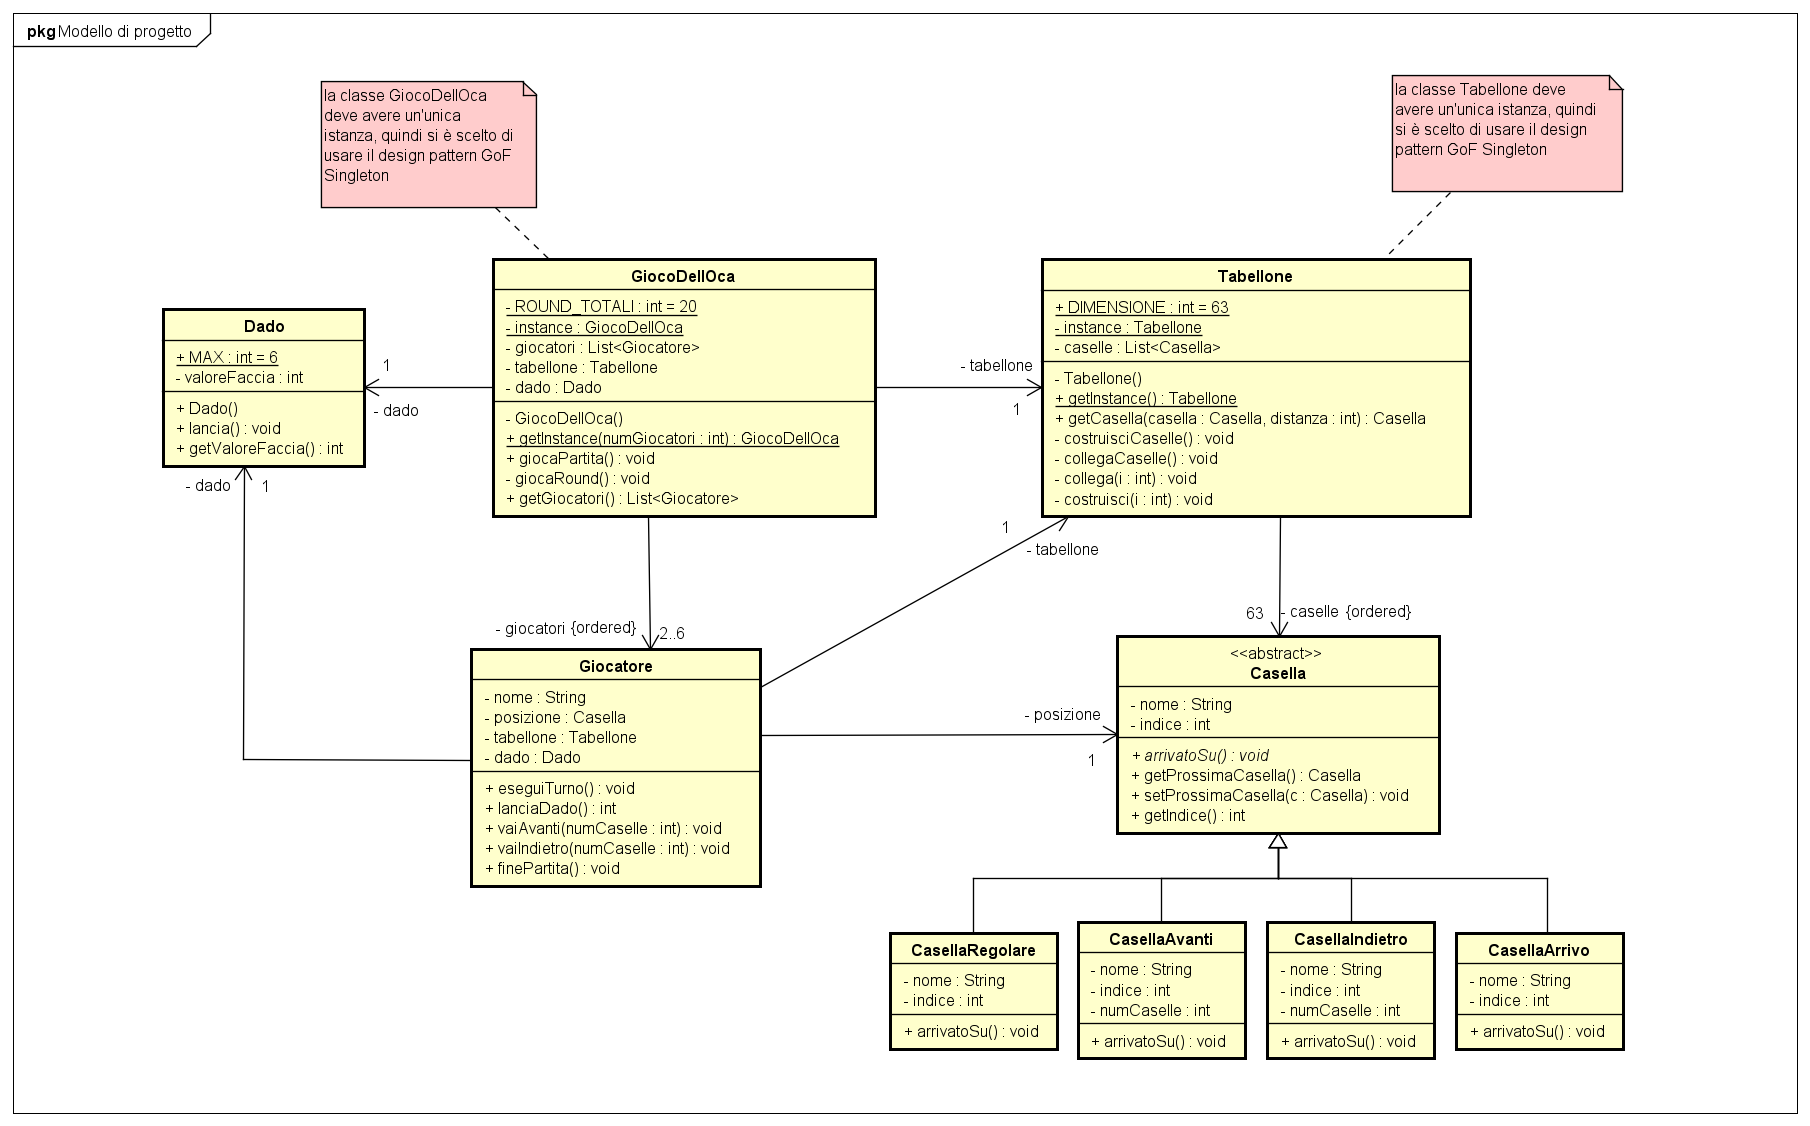 pkg Modello di progetto
la classe GiocoDellOca
deve avere un'unica
istanza, quindi si è scelto di
usare il design pattern GoF
Singleton
la classe Tabellone deve
avere un'unica istanza, quindi
si è scelto di usare il design
pattern GoF Singleton
GiocoDellOca
- ROUND_TOTALI : int = 20
- instance : GiocoDellOca
- giocatori : List<Giocatore>
- tabellone : Tabellone
- dado : Dado
- GiocoDellOca()
+ getInstance(numGiocatori : int) : GiocoDellOca
+ giocaPartita() : void
- giocaRound() : void
+ getGiocatori() : List<Giocatore>
Tabellone
+ DIMENSIONE : int = 63
- instance : Tabellone
- caselle : List<Casella>
- Tabellone()
+ getInstance() : Tabellone
+ getCasella(casella : Casella, distanza : int) : Casella
- costruisciCaselle() : void
- collegaCaselle() : void
- collega(i : int) : void
- costruisci(i : int) : void
Dado
+ MAX : int = 6
- valoreFaccia : int
+ Dado()
+ lancia() : void
+ getValoreFaccia() : int
1
- dado
- tabellone
1
- dado
1
1
- tabellone
- giocatori {ordered}
2..6
63
- caselle {ordered}
Giocatore
- nome : String
- posizione : Casella
- tabellone : Tabellone
- dado : Dado
+ eseguiTurno() : void
+ lanciaDado() : int
+ vaiAvanti(numCaselle : int) : void
+ vaiIndietro(numCaselle : int) : void
+ finePartita() : void
- posizione
1
<<abstract>>
Casella
- nome : String
- indice : int
+ arrivatoSu() : void
+ getProssimaCasella() : Casella
+ setProssimaCasella(c : Casella) : void
+ getIndice() : int
CasellaRegolare
- nome : String
- indice : int
+ arrivatoSu() : void
CasellaAvanti
- nome : String
- indice : int
- numCaselle : int
+ arrivatoSu() : void
CasellaIndietro
- nome : String
- indice : int
- numCaselle : int
+ arrivatoSu() : void
CasellaArrivo
- nome : String
- indice : int
+ arrivatoSu() : void